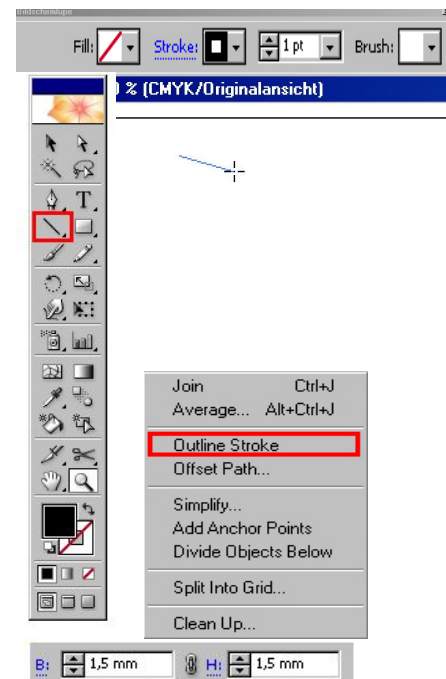 Bildschirmlupe
Fill: Stroke: 1 pt Brush:
) % (CMYK/Originalansicht)
T
Join Ctrl+J
Average... Alt+Ctrl+J
Outline Stroke
Offset Path...
Simplify...
Add Anchor Points
Divide Objects Below
Split Into Grid...
Clean Up...
B: 1,5 mm H: 1,5 mm